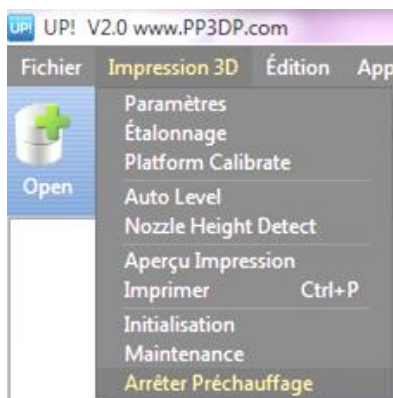 UP! UP! V2.0 www.PP3DP.com
Fichier Impression 3D Édition App
Open
Paramètres
Étalonnage
Platform Calibrate
Auto Level
Nozzle Height Detect
Aperçu Impression
Imprimer Ctrl+P
Initialisation
Maintenance
Arrêter Préchauffage